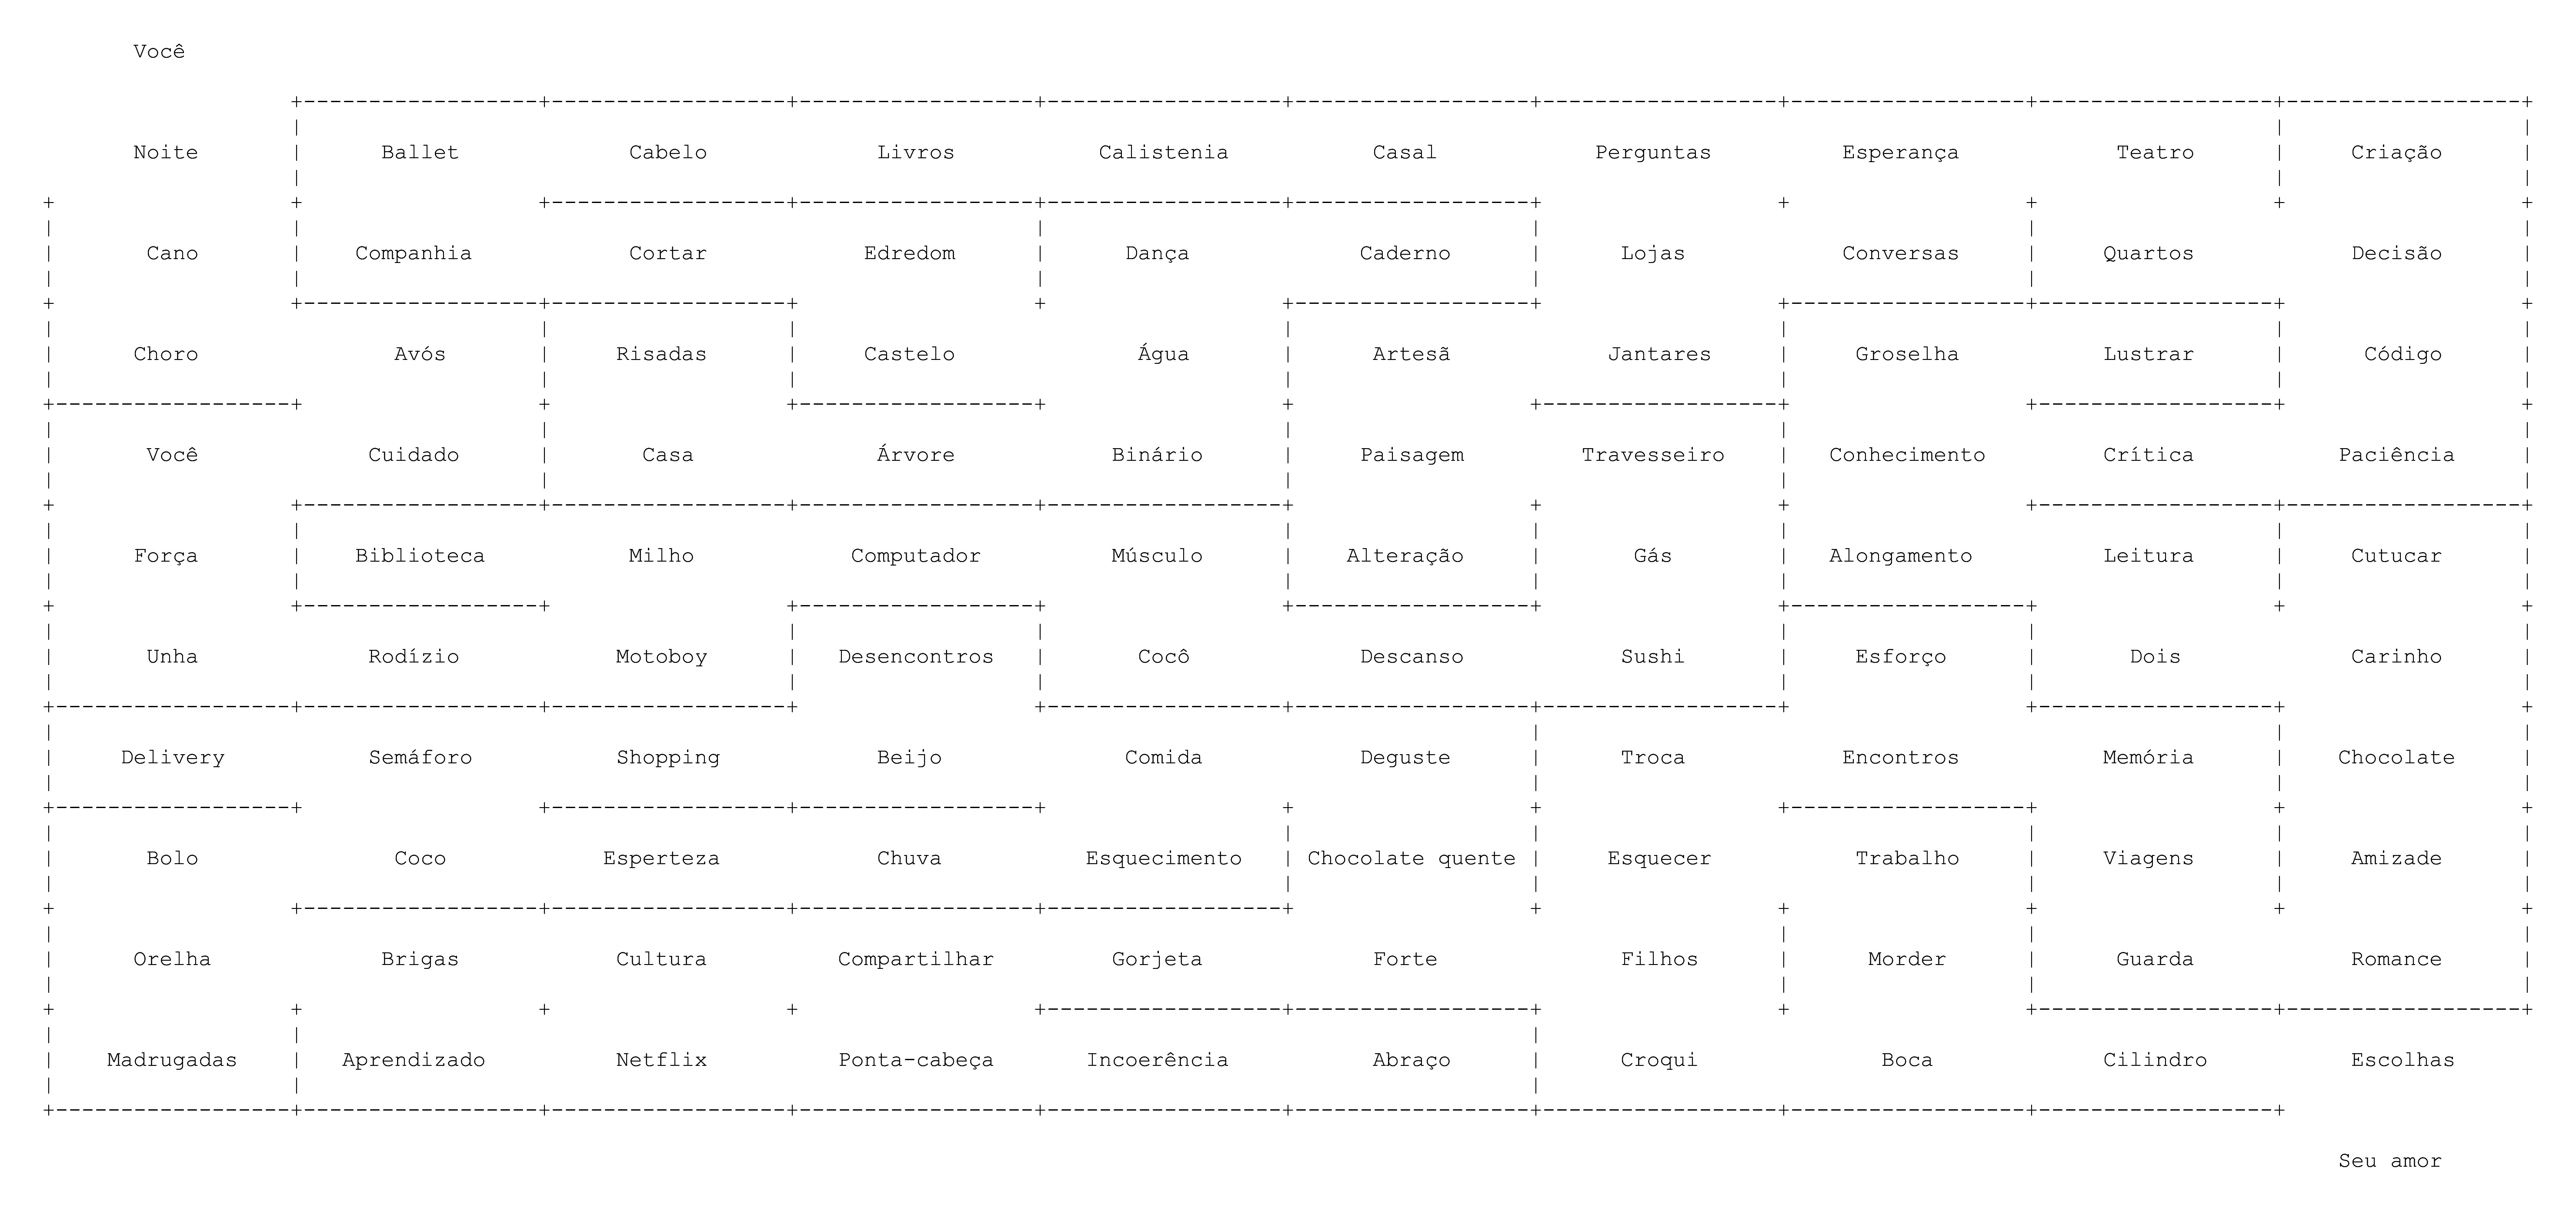 Você
Noite Ballet Cabelo Livros Calistenia Casal Perguntas Esperança Teatro Criação
Cano Companhia Cortar Edredom Dança Caderno Lojas Conversas Quartos Decisão
Choro Avós Risadas Castelo Água Artesã Jantares Groselha Lustrar Código
Você Cuidado Casa Árvore Binário Paisagem Travesseiro Conhecimento Crítica Paciência
Força Biblioteca Milho Computador Músculo Alteração Gás Alongamento Leitura Cutucar
Unha Rodízio Motoboy Desencontros Cocô Descanso Sushi Esforço Dois Carinho
Delivery Semáforo Shopping Beijo Comida Deguste Troca Encontros Memória Chocolate
Bolo Coco Esperteza Chuva Esquecimento Chocolate quente Esquecer Trabalho Viagens Amizade
Orelha Brigas Cultura Compartilhar Gorjeta Forte Filhos Morder Guarda Romance
Madrugadas Aprendizado Netflix Ponta-cabeça Incoerência Abraço Croqui Boca Cilindro Escolhas
Seu amor